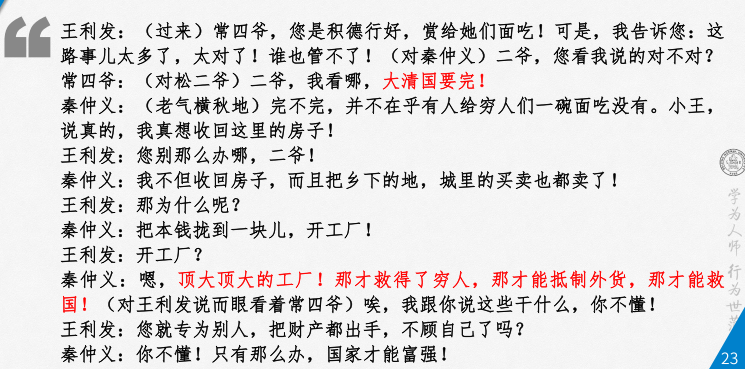 王利发：（过来）常四爷，您是积德行好，赏给她们面吃！可是，我告诉您：这
路事儿太多了，太对了！谁也管不了！（对秦仲义）二爷，您看我说的对不对？
常四爷：（对松二爷）二爷，我看哪，大清国要完！
秦仲义：（老气横秋地）完不完，并不在乎有人给穷人们一碗面吃没有。小王，
说真的，我真想收回这里的房子！
王利发：您别那么办哪，二爷！
秦仲义：我不但收回房子，而且把乡下的地，城里的买卖也都卖了！
王利发：那为什么呢？
秦仲义：把本钱拢到一块儿，开工厂！
王利发：开工厂？
秦仲义：嗯，顶大顶大的工厂！那才救得了穷人，那才能抵制外货，那才能救
国！（对王利发说而眼看着常四爷）唉，我跟你说这些干什么，你不懂！
王利发：您就专为别人，把财产都出手，不顾自己了吗？
秦仲义：你不懂！只有那么办，国家才能富强！
学为人师 行为世
23